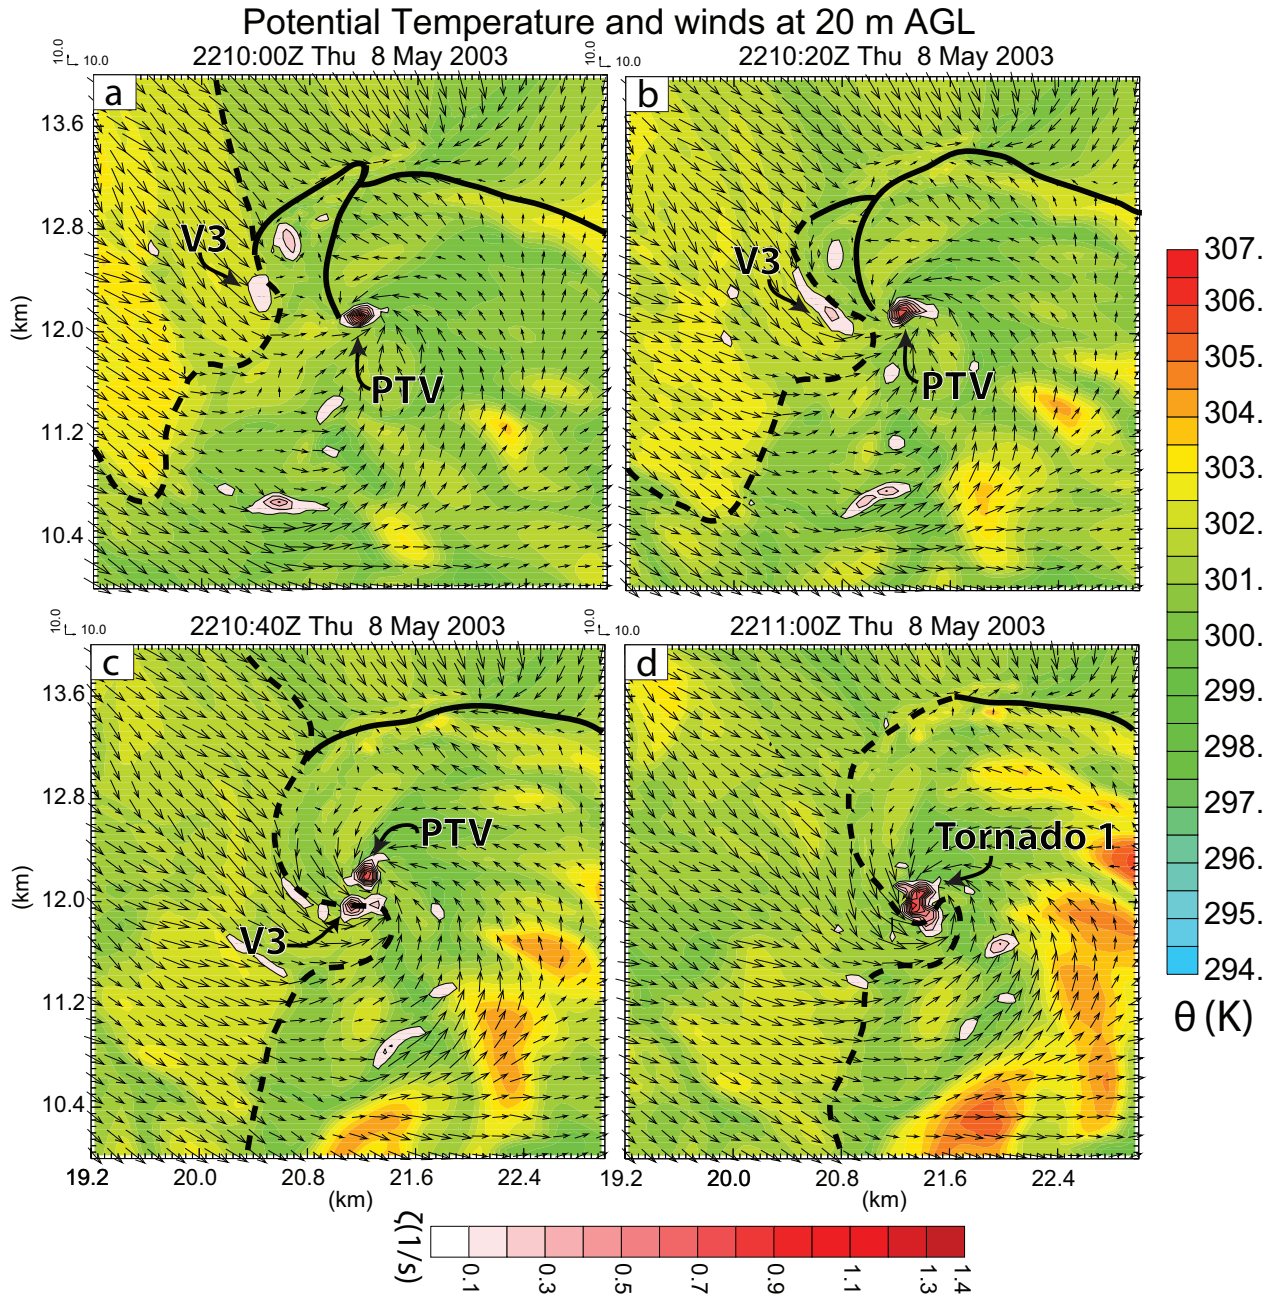 Potential Temperature and winds at 20 m AGL
10.0
10.0
2210:00Z Thu 8 May 2003
10.0
10.0
2210:20Z Thu 8 May 2003
a
b
13.6
12.8
12.0
11.2
10.4
(km)
V3
PTV
V3
PTV
307.
306.
305.
304.
303.
302.
301.
300.
299.
298.
297.
296.
295.
294.
θ (K)
10.0
10.0
2210:40Z Thu 8 May 2003
10.0
10.0
2211:00Z Thu 8 May 2003
c
d
13.6
12.8
12.0
11.2
10.4
(km)
PTV
V3
Tornado 1
19.2 20.0 20.8 21.6 22.4
(km)
19.2 20.0 20.8 21.6 22.4
(km)
ζ(1/s)
0.1 0.3 0.5 0.7 0.9 1.1 1.3 1.4